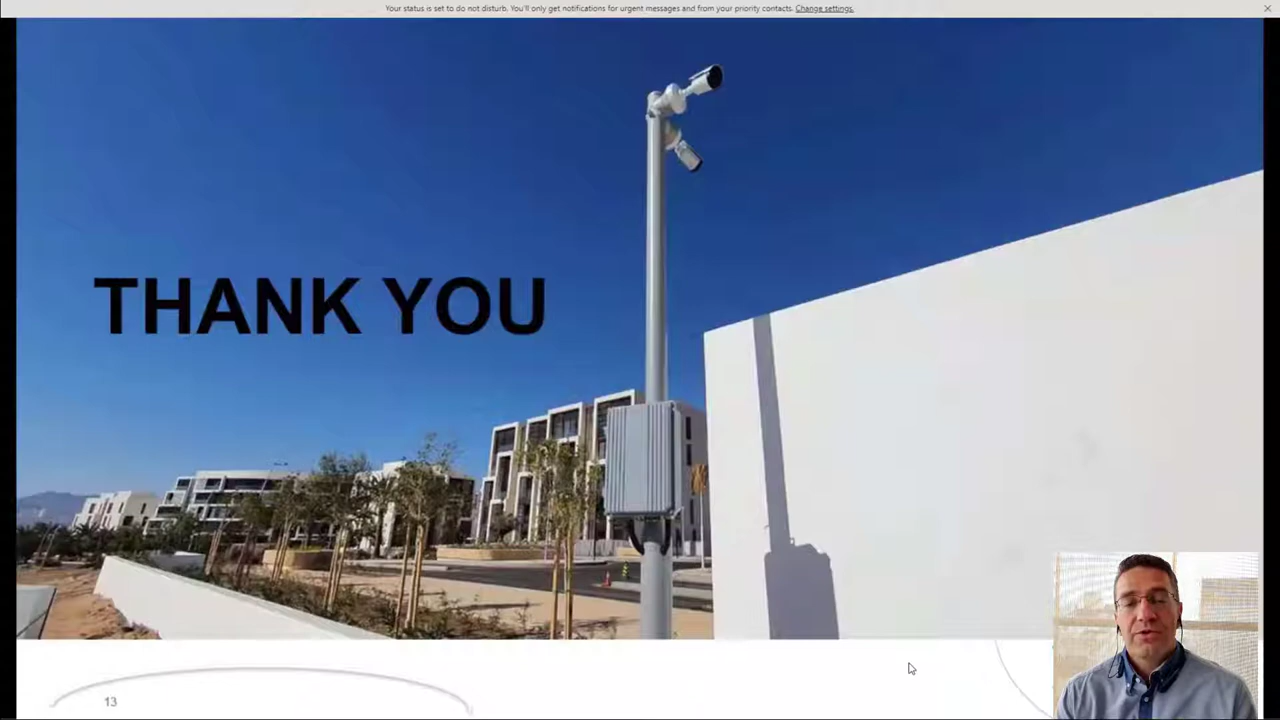 Your status is set to do not disturb. You'll only get notifications for urgent messages and from your priority contacts. Change settings.
THANK YOU
13